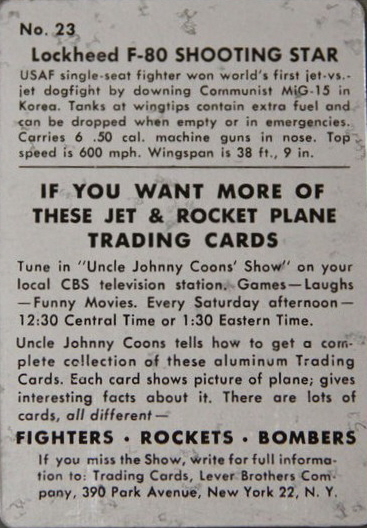 No. 23
Lockheed F-80 SHOOTING STAR
USAF single-seat fighter won world's first jet-vs.-
jet dogfight by downing Communist MiG-15 in
Korea. Tanks at wingtips contain extra fuel and
can be dropped when empty or in emergencies.
Carries 6 .50 cal. machine guns in nose. Top
speed is 600 mph. Wingspan is 38 ft., 9 in.
IF YOU WANT MORE OF
THESE JET & ROCKET PLANE
TRADING CARDS
Tune in "Uncle Johnny Coons' Show" on your
local CBS television station. Games—Laughs
—Funny Movies. Every Saturday afternoon—
12:30 Central Time or 1:30 Eastern Time.
Uncle Johnny Coons tells how to get a com-
plete collection of these aluminum Trading
Cards. Each card shows picture of plane; gives
interesting facts about it. There are lots of
cards, all different—
FIGHTERS · ROCKETS · BOMBERS
If you miss the Show, write for full informa-
tion to: Trading Cards, Lever Brothers Com-
pany, 390 Park Avenue, New York 22, N. Y.